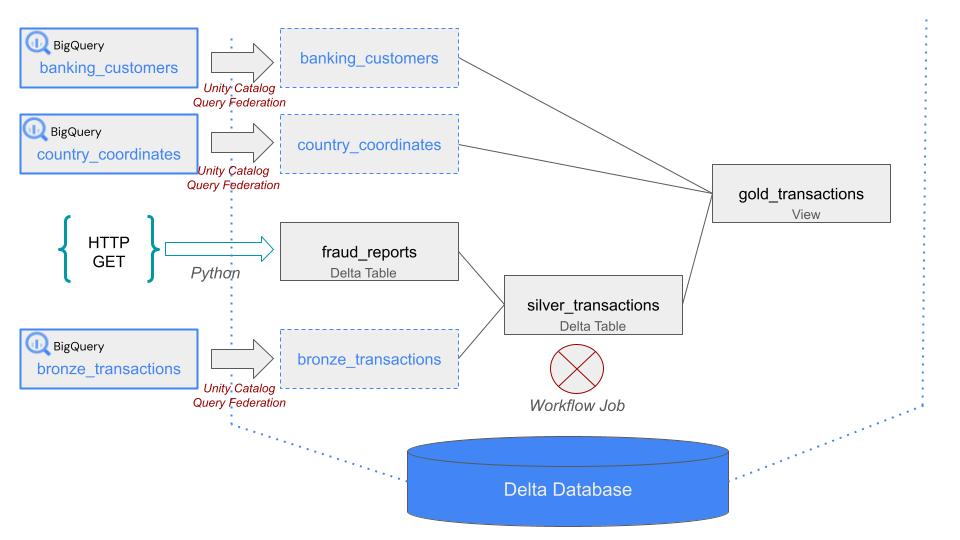 BigQuery
banking_customers
Unity Catalog
Query Federation
banking_customers
BigQuery
country_coordinates
Unity Catalog
Query Federation
country_coordinates
gold_transactions
View
HTTP
GET
Python
fraud_reports
Delta Table
silver_transactions
Delta Table
BigQuery
bronze_transactions
Unity Catalog
Query Federation
bronze_transactions
Workflow Job
Delta Database